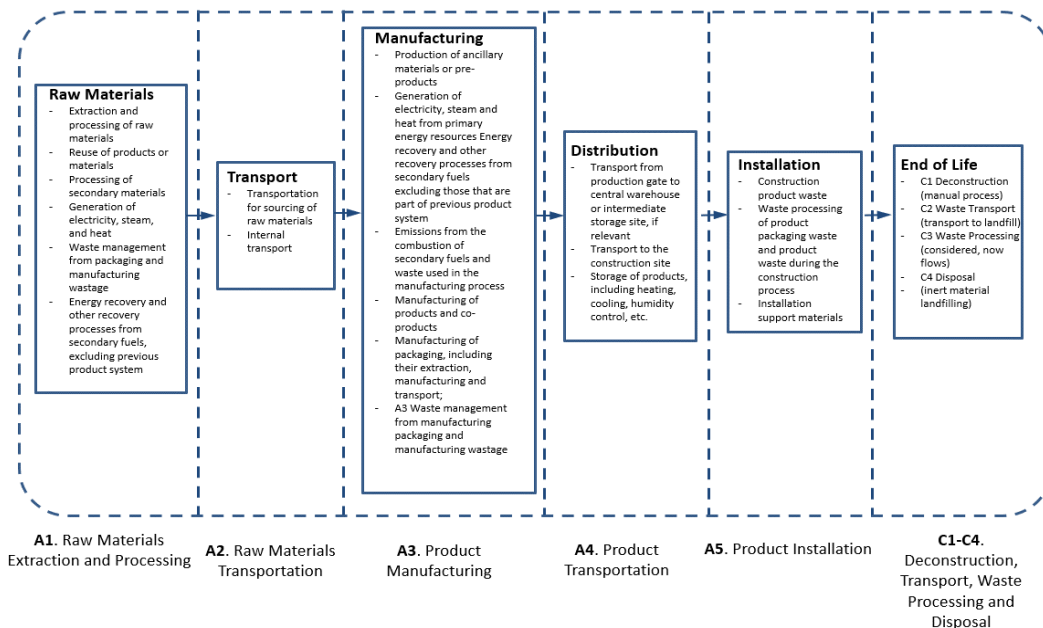 Raw Materials
- Extraction and
processing of raw
materials
- Reuse of products or
materials
- Processing of
secondary materials
- Generation of
electricity, steam,
and heat
- Waste management
from packaging and
manufacturing
wastage
- Energy recovery and
other recovery
processes from
secondary fuels,
excluding previous
product system
Transport
- Transportation
for sourcing of
raw materials
- Internal
transport
Manufacturing
- Production of ancillary
materials or pre-
products
- Generation of
electricity, steam and
heat from primary
energy resources Energy
recovery and other
recovery processes from
secondary fuels
excluding those that are
part of previous product
system
- Emissions from the
combustion of
secondary fuels and
waste used in the
manufacturing process
- Manufacturing of
products and co-
products
- Manufacturing of
packaging, including
their extraction,
manufacturing and
transport;
- A3 Waste management
from manufacturing
packaging and
manufacturing wastage
Distribution
- Transport from
production gate to
central warehouse
or intermediate
storage site, if
relevant
- Transport to the
construction site
- Storage of products,
including heating,
cooling, humidity
control, etc.
Installation
- Construction
product waste
- Waste processing
of product
packaging waste
and product
waste during the
construction
process
- Installation
support materials
End of Life
- C1 Deconstruction
(manual process)
- C2 Waste Transport
(transport to landfill)
- C3 Waste Processing
(considered, now
flows)
- C4 Disposal
- (inert material
landfilling)
A1. Raw Materials
Extraction and Processing
A2. Raw Materials
Transportation
A3. Product
Manufacturing
A4. Product
Transportation
A5. Product Installation
C1-C4.
Deconstruction,
Transport, Waste
Processing and
Disposal